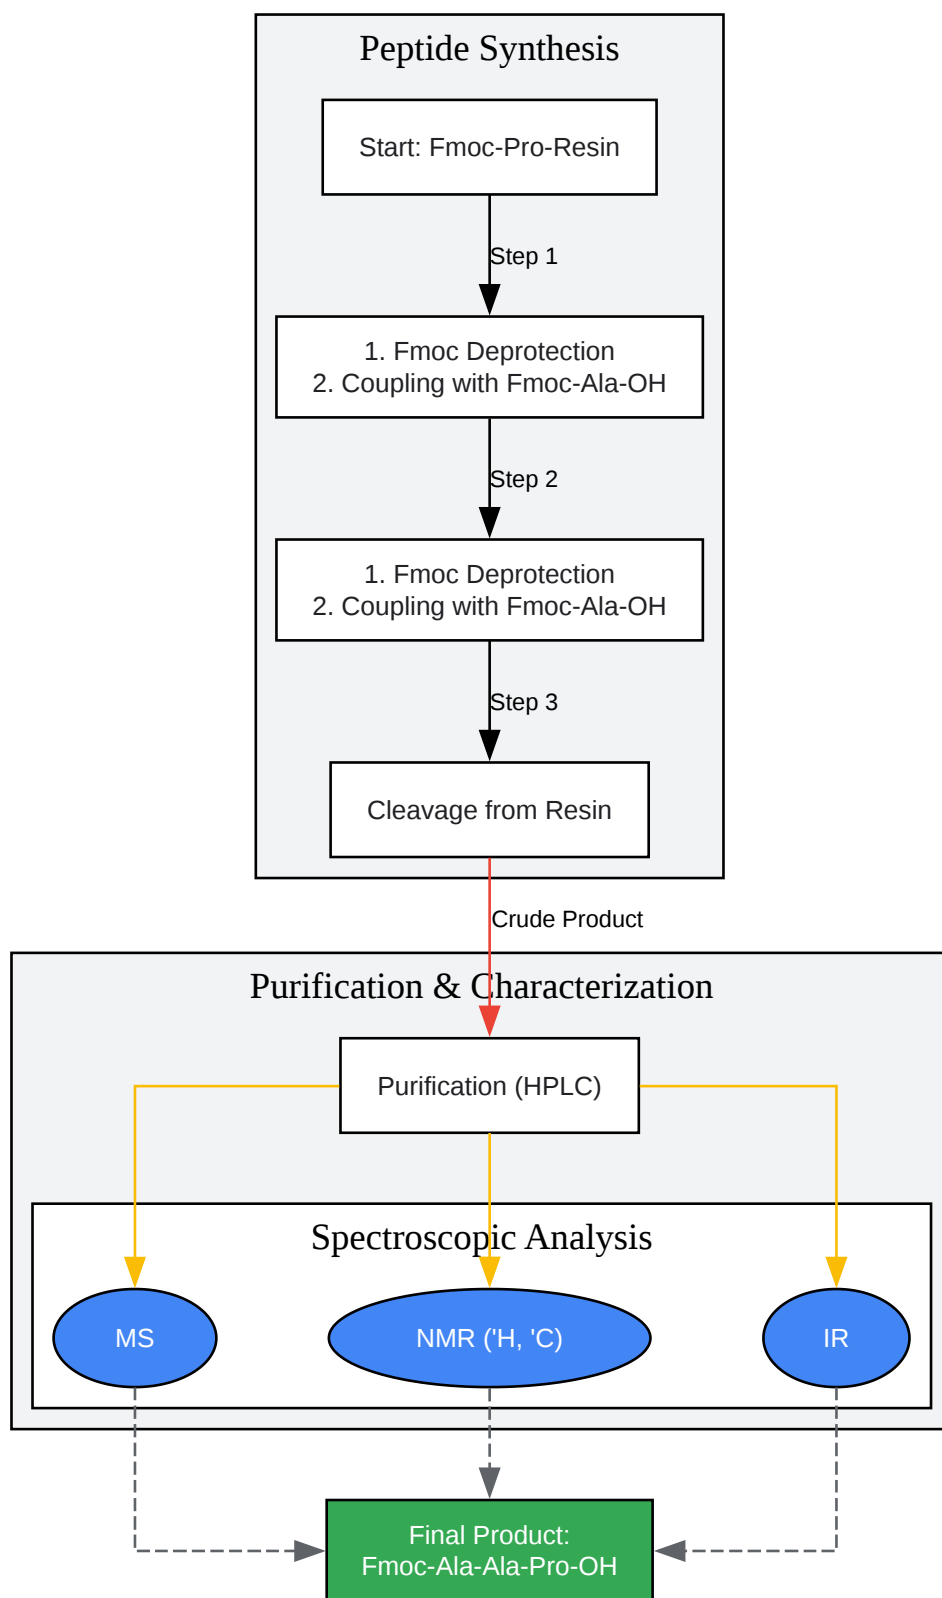 Peptide Synthesis
Start: Fmoc-Pro-Resin
Step 1
1. Fmoc Deprotection
2. Coupling with Fmoc-Ala-OH
Step 2
1. Fmoc Deprotection
2. Coupling with Fmoc-Ala-OH
Step 3
Cleavage from Resin
Crude Product
Purification & Characterization
Purification (HPLC)
Spectroscopic Analysis
MS
NMR ('H, 'C)
IR
Final Product:
Fmoc-Ala-Ala-Pro-OH